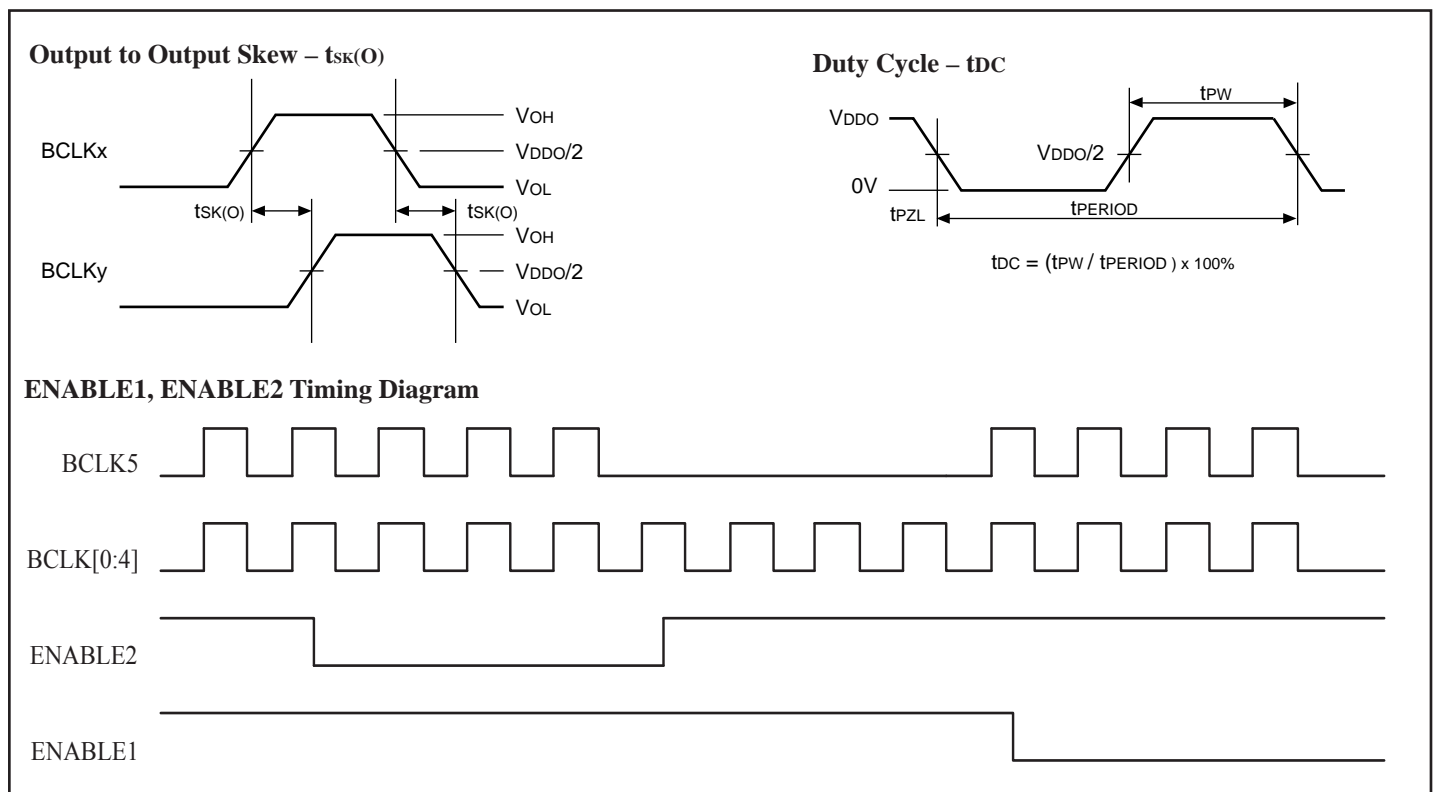 Output to Output Skew – tSK(O)
BCLKx
VOH
VDDO/2
VOL
tSK(O)
tSK(O)
BCLKy
VOH
VDDO/2
VOL
Duty Cycle – tDC
tPW
VDDO
VDDO/2
0V
tPZL
tPERIOD
tDC = (tPW / tPERIOD ) x 100%
ENABLE1, ENABLE2 Timing Diagram
BCLK5
BCLK[0:4]
ENABLE2
ENABLE1